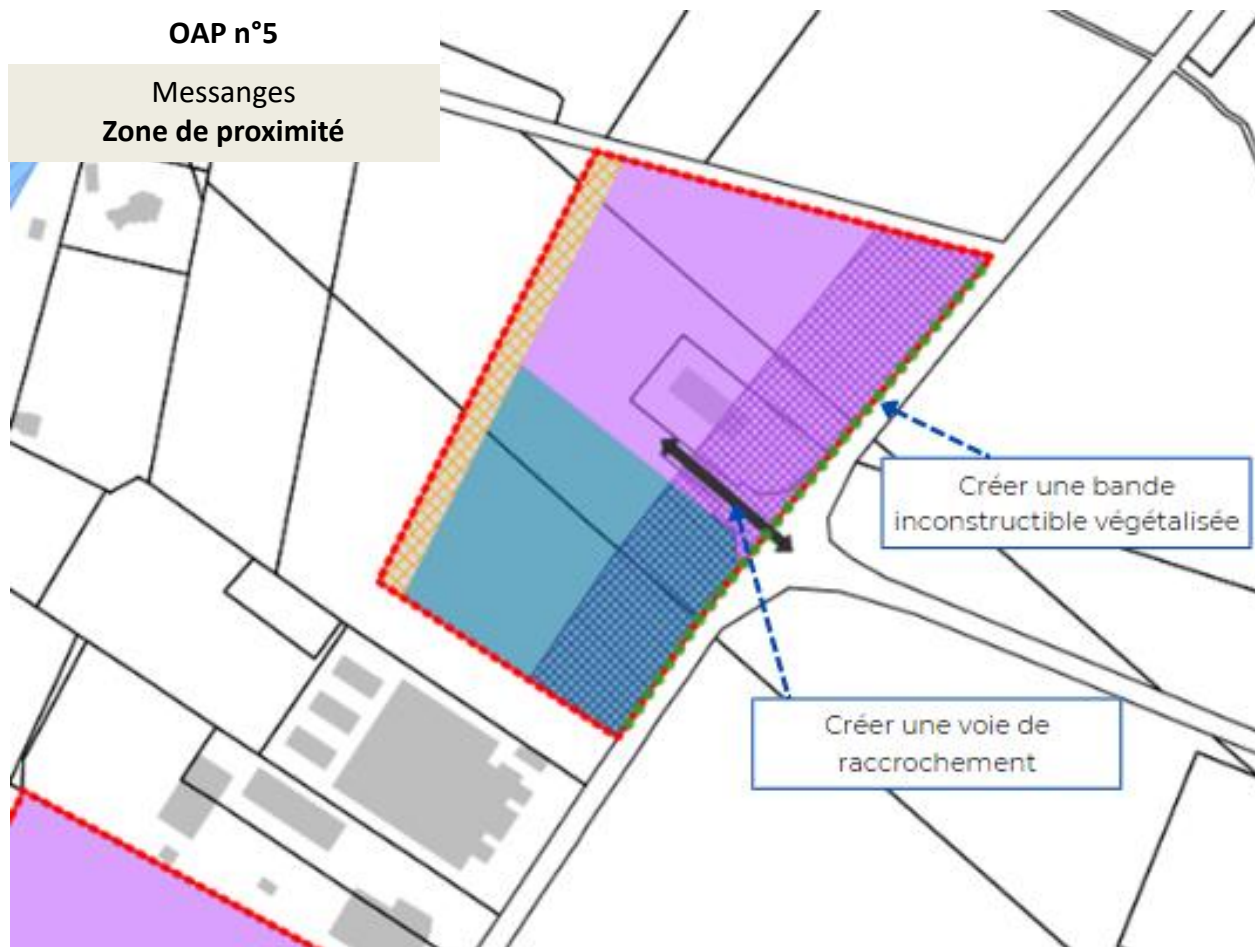 OAP n°5
Messanges
Zone de proximité
Créer une bande
inconstructible végétalisée
Créer une voie de
raccrochement